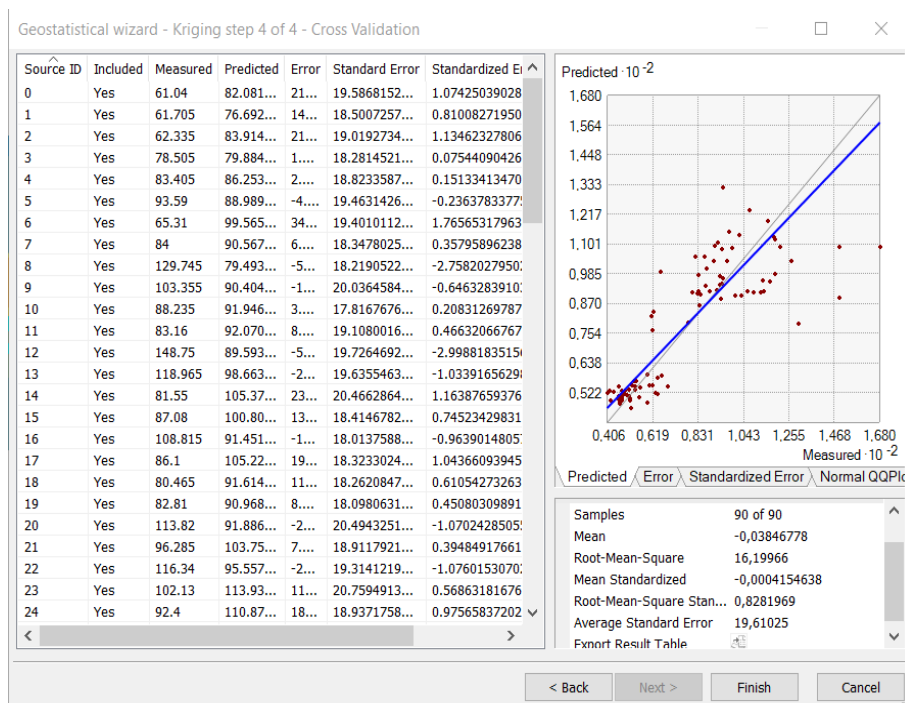 Geostatistical wizard - Kriging step 4 of 4 - Cross Validation
Source ID Included Measured Predicted Error Standard Error Standardized Er
0 Yes 61.04 82.081... 21... 19.5868152... 1.07425039028
1 Yes 61.705 76.692... 14... 18.5007257... 0.81008271950
2 Yes 62.335 83.914... 21... 19.0192734... 1.13462327806
3 Yes 78.505 79.884... 1.... 18.2814521... 0.07544090426
4 Yes 83.405 86.253... 2.... 18.8233587... 0.15133413470
5 Yes 93.59 88.989... -4.... 19.4631426... -0.2363783377
6 Yes 65.31 99.565... 34... 19.4010112... 1.76565317963
7 Yes 84 90.567... 6.... 18.3478025... 0.35795896238
8 Yes 129.745 79.493... -5... 18.2190522... -2.7582027950
9 Yes 103.355 90.404... -1... 20.0364584... -0.6463283910
10 Yes 88.235 91.946... 3.... 17.8167676... 0.20831269787
11 Yes 83.16 92.070... 8.... 19.1080016... 0.46632066767
12 Yes 148.75 89.593... -5... 19.7264692... -2.9988183515
13 Yes 118.965 98.663... -2... 19.6355463... -1.0339165629
14 Yes 81.55 105.37... 23... 20.4662864... 1.16387659376
15 Yes 87.08 100.80... 13... 18.4146782... 0.74523429831
16 Yes 108.815 91.451... -1... 18.0137588... -0.9639014805
17 Yes 86.1 105.22... 19... 18.3233024... 1.04366093945
18 Yes 80.465 91.614... 11... 18.2620847... 0.61054273263
19 Yes 82.81 90.968... 8.... 18.0980631... 0.45080309891
20 Yes 113.82 91.886... -2... 20.4943251... -1.0702428505
21 Yes 96.285 103.75... 7.... 18.9117921... 0.39484917661
22 Yes 116.34 95.557... -2... 19.3141219... -1.0760153070
23 Yes 102.13 113.93... 11... 20.7594913... 0.56863181676
24 Yes 92.4 110.87... 18... 18.9371758... 0.97565837202
Predicted ·10 -2
1,680
1,564
1,448
1,333
1,217
1,101
0,985
0,870
0,754
0,638
0,522
0,406 0,619 0,831 1,043 1,255 1,468 1,680
Measured ·10 -2
Predicted Error Standardized Error Normal QQPlo
Samples 90 of 90
Mean -0,03846778
Root-Mean-Square 16,19966
Mean Standardized -0,0004154638
Root-Mean-Square Stan... 0,8281969
Average Standard Error 19,61025
Export Result Table
< Back Next > Finish Cancel